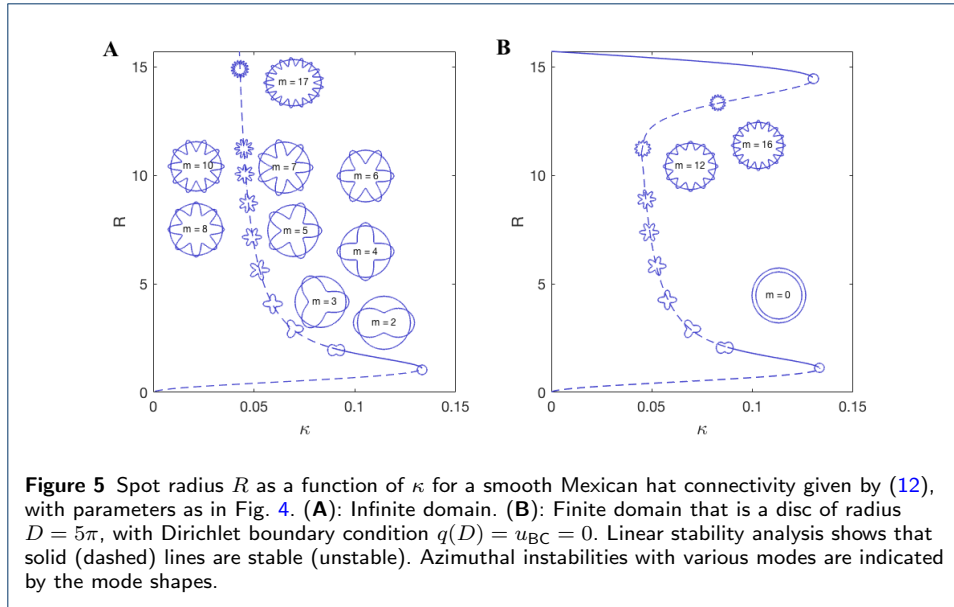 A
B
15
10
5
0
R
0
0.05
0.1
0.15
κ
m = 17
m = 10
m = 7
m = 6
m = 8
m = 5
m = 4
m = 3
m = 2
15
10
5
0
R
0
0.05
0.1
0.15
κ
m = 16
m = 12
m = 0
Figure 5 Spot radius R as a function of κ for a smooth Mexican hat connectivity given by (12),
with parameters as in Fig. 4. (A): Infinite domain. (B): Finite domain that is a disc of radius
D = 5π, with Dirichlet boundary condition q(D) = u_BC = 0. Linear stability analysis shows that
solid (dashed) lines are stable (unstable). Azimuthal instabilities with various modes are indicated
by the mode shapes.